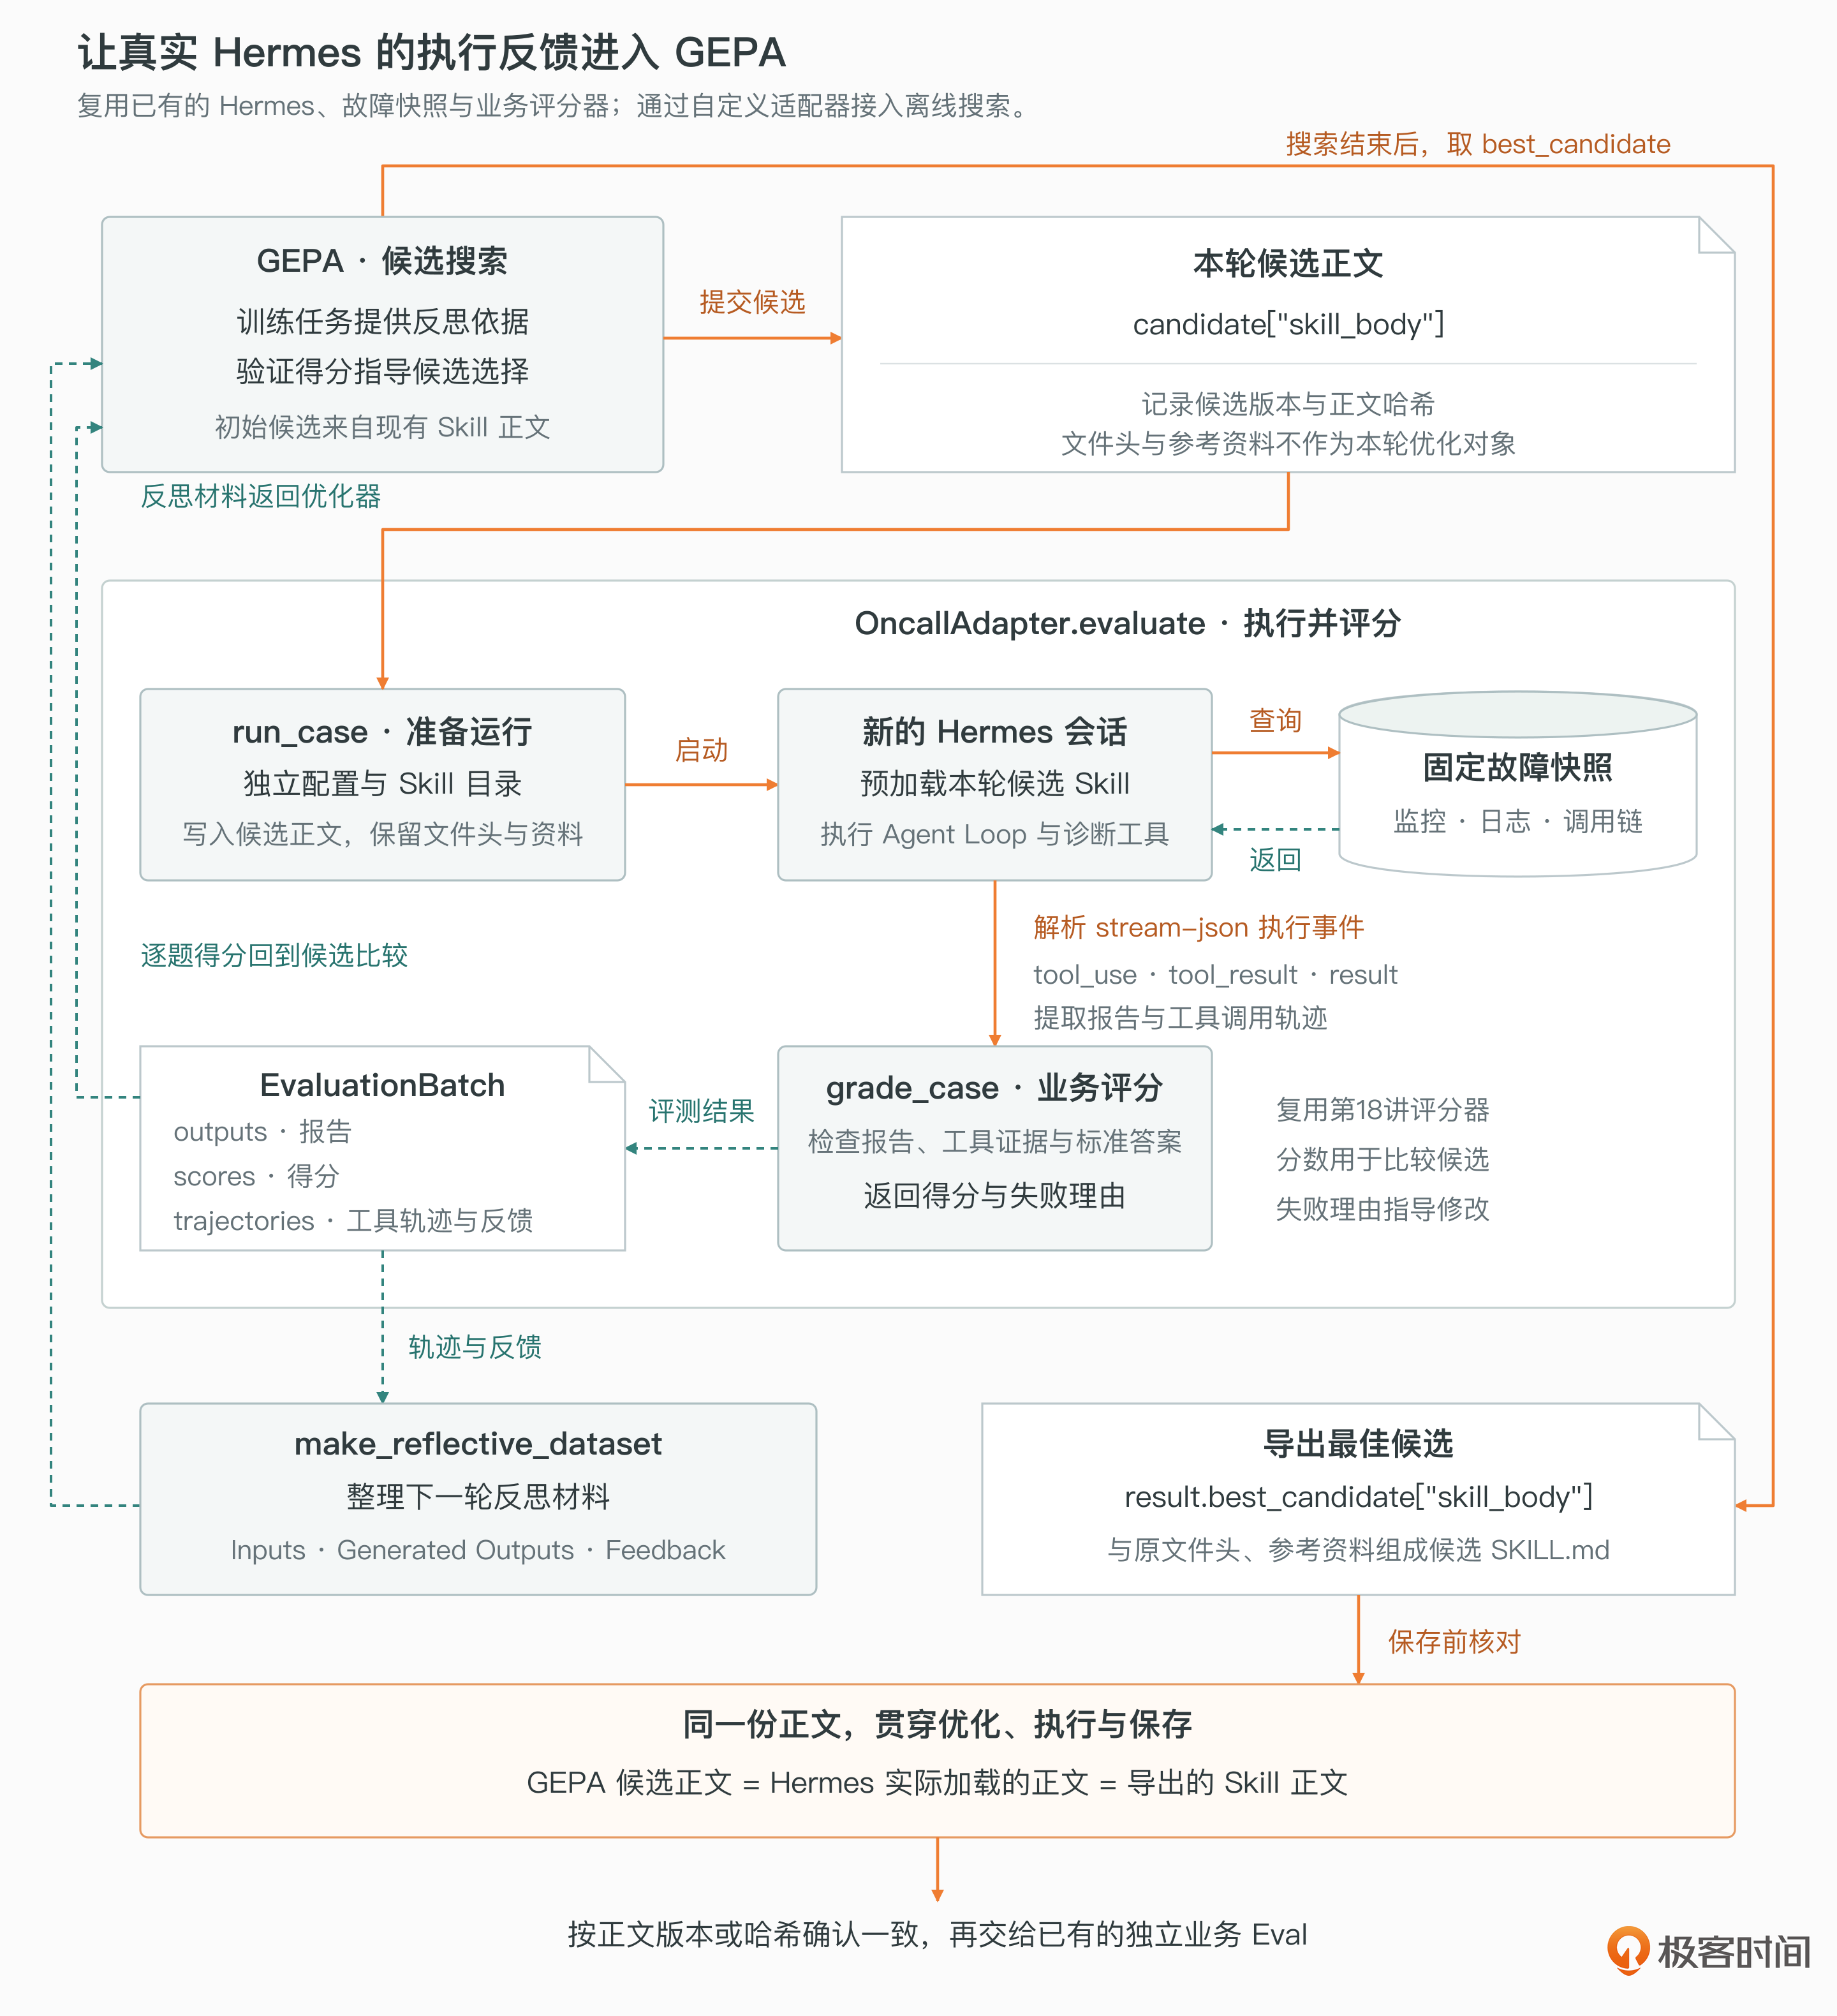 让真实 Hermes 的执行反馈进入 GEPA
复用已有的 Hermes、故障快照与业务评分器；通过自定义适配器接入离线搜索。
搜索结束后，取 best_candidate
GEPA · 候选搜索
训练任务提供反思依据
验证得分指导候选选择
初始候选来自现有 Skill 正文
提交候选
本轮候选正文
candidate["skill_body"]
记录候选版本与正文哈希
文件头与参考资料不作为本轮优化对象
反思材料返回优化器
OncallAdapter.evaluate · 执行并评分
run_case · 准备运行
独立配置与 Skill 目录
写入候选正文，保留文件头与资料
启动
新的 Hermes 会话
预加载本轮候选 Skill
执行 Agent Loop 与诊断工具
查询
返回
固定故障快照
监控 · 日志 · 调用链
解析 stream-json 执行事件
tool_use · tool_result · result
提取报告与工具调用轨迹
逐题得分回到候选比较
EvaluationBatch
outputs · 报告
scores · 得分
trajectories · 工具轨迹与反馈
评测结果
grade_case · 业务评分
检查报告、工具证据与标准答案
返回得分与失败理由
复用第18讲评分器
分数用于比较候选
失败理由指导修改
轨迹与反馈
make_reflective_dataset
整理下一轮反思材料
Inputs · Generated Outputs · Feedback
导出最佳候选
result.best_candidate["skill_body"]
与原文件头、参考资料组成候选 SKILL.md
保存前核对
同一份正文，贯穿优化、执行与保存
GEPA 候选正文 = Hermes 实际加载的正文 = 导出的 Skill 正文
按正文版本或哈希确认一致，再交给已有的独立业务 Eval
极客时间